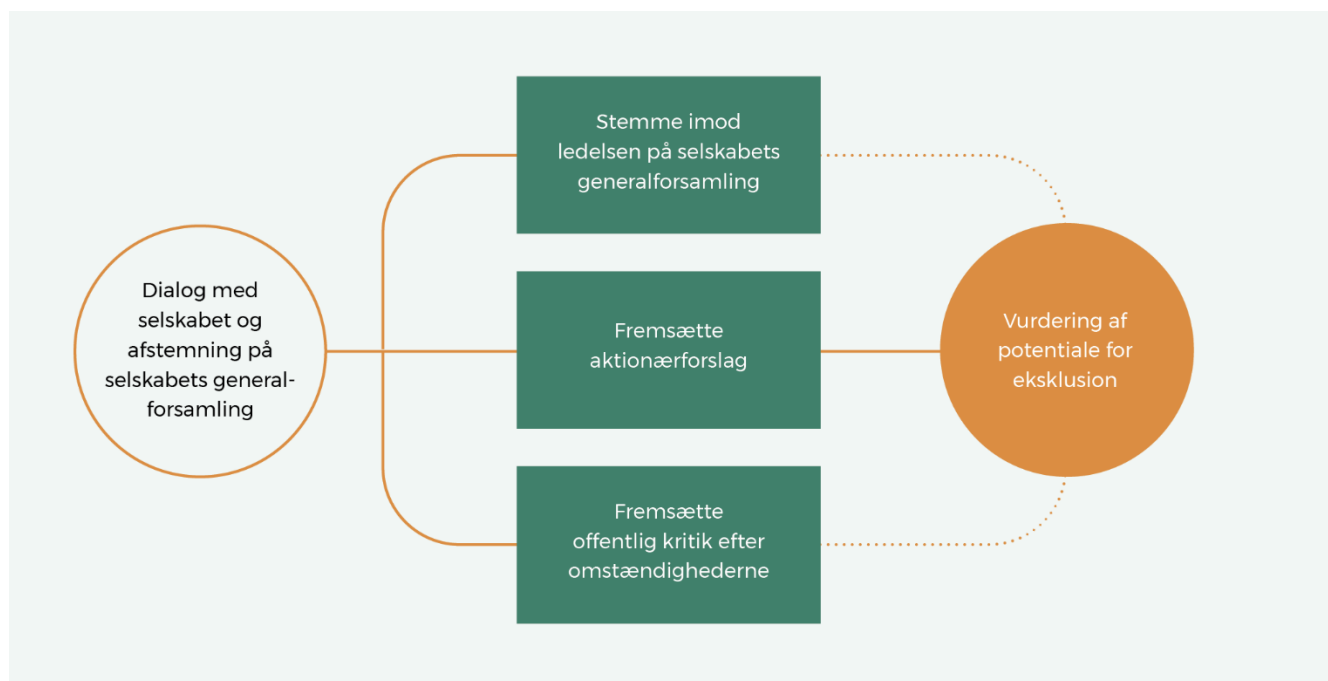 Dialog med
selskabet og
afstemning på
selskabets general-
forsamling
Stemme imod
ledelsen på selskabets
generalforsamling
Fremsætte
aktionærforslag
Fremsætte
offentlig kritik efter
omstændighederne
Vurdering af
potentiale for
eksklusion